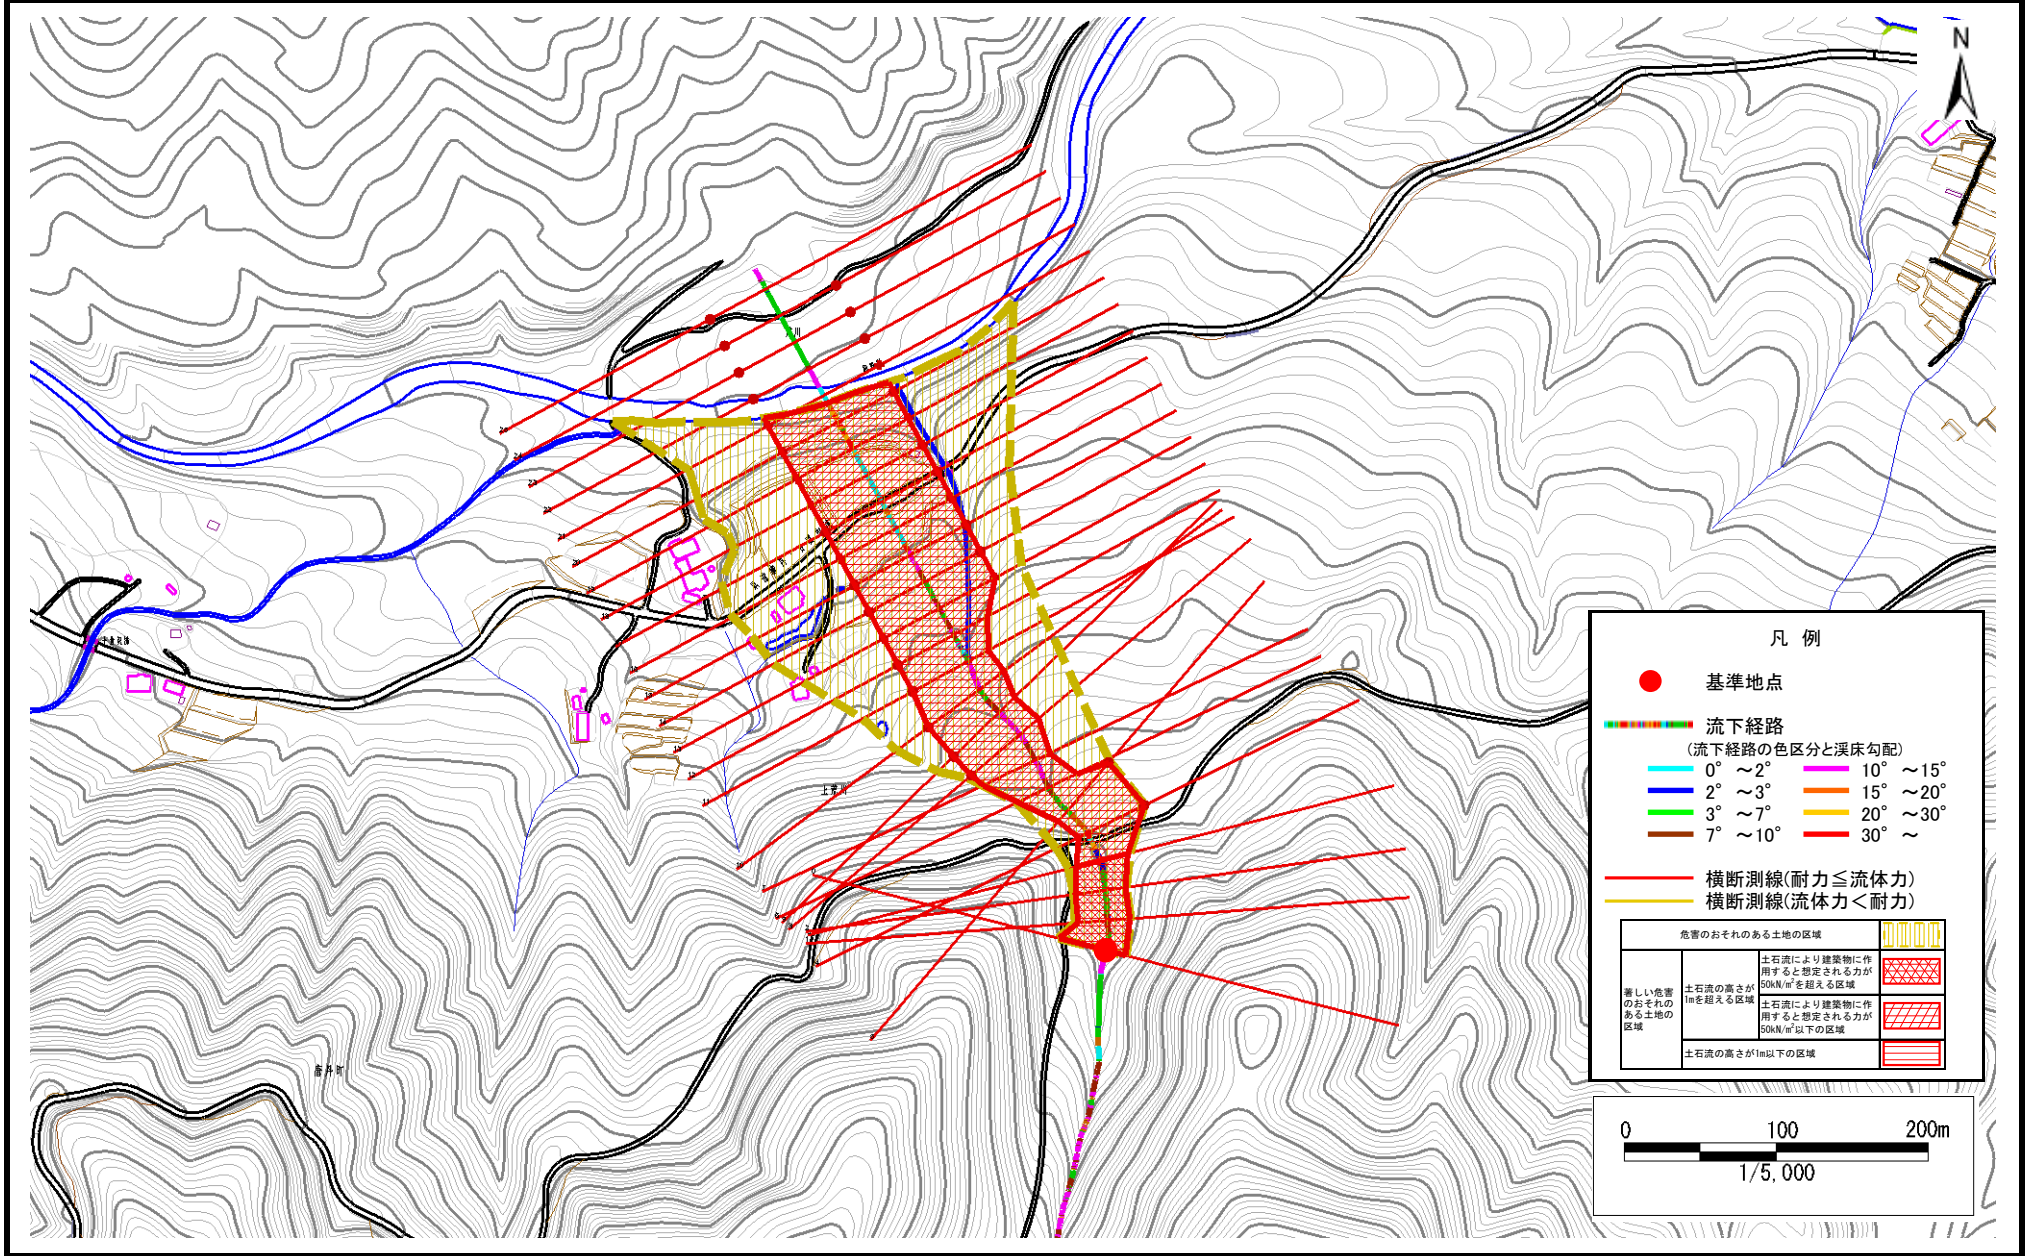 N
上荒川
凡 例
基準地点
流下経路
(流下経路の色区分と渓床勾配)
0° ～2°
10° ～15°
2° ～3°
15° ～20°
3° ～7°
20° ～30°
7° ～10°
30° ～
横断測線(耐力≦流体力)
横断測線(流体力＜耐力)
危害のおそれのある土地の区域
著しい危害
のおそれの
ある土地の
区域
土石流の高さが
1mを超える区域
土石流により建築物に作
用すると想定される力が
50kN/m²を超える区域
土石流により建築物に作
用すると想定される力が
50kN/m²以下の区域
土石流の高さが1m以下の区域
0
100
200m
1/5,000